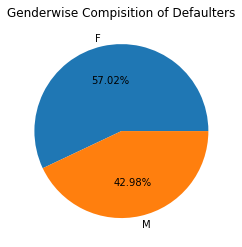 Genderwise Compisition of Defaulters
F
57.02%
42.98%
M